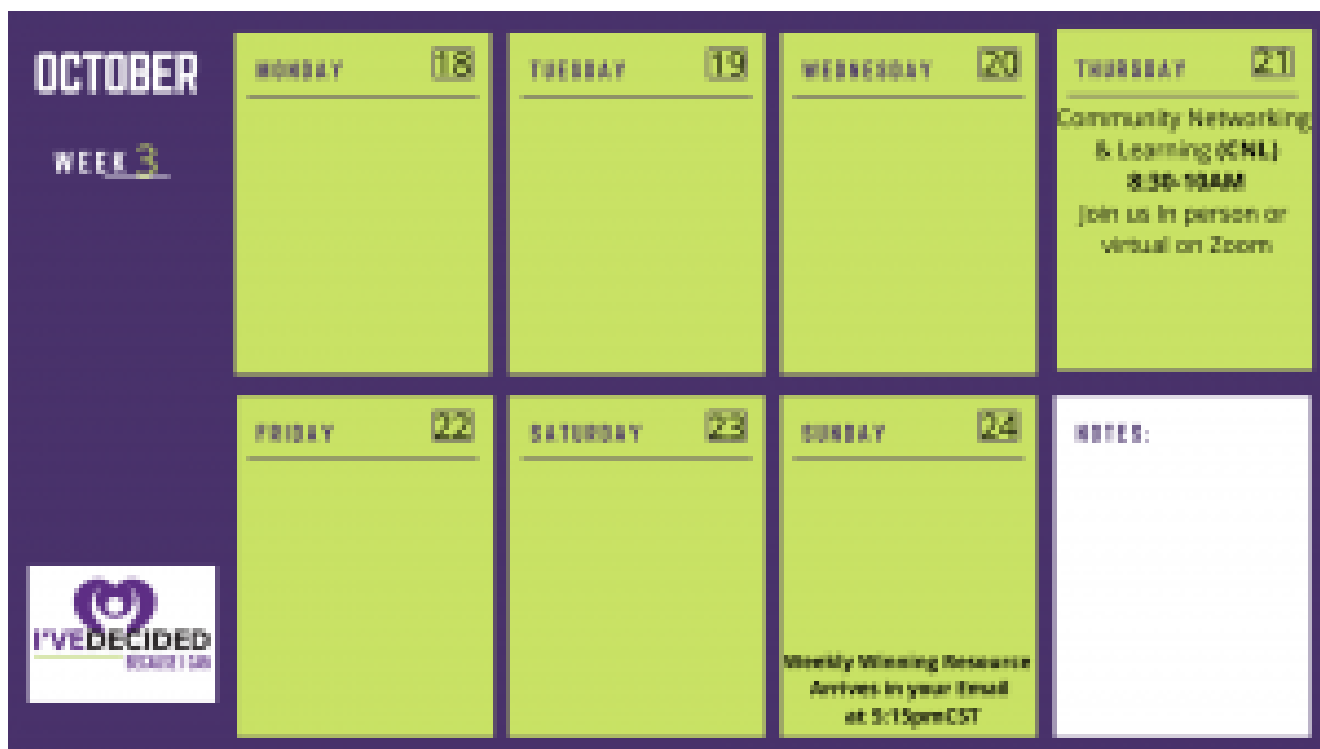 OCTOBER
WEEK 3
MONDAY 18
TUESDAY 19
WEDNESDAY 20
THURSDAY 21
Community Networking
& Learning (CNL)
8:30-10AM
Join us in person or
virtual on Zoom
FRIDAY 22
SATURDAY 23
SUNDAY 24
Weekly Winning Resource
Arrives in your Email
at 5:15pmCST
NOTES:
I'VEDECIDED
BECAUSE I CAN